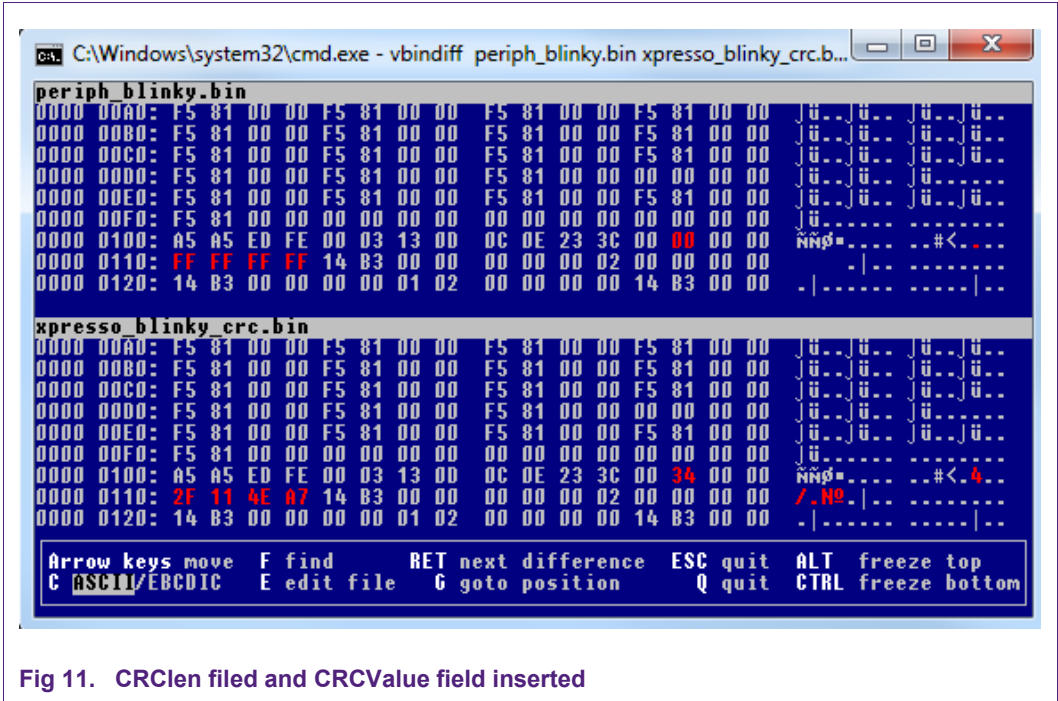 C:\Windows\system32\cmd.exe - vbindiff periph_blinky.bin xpresso_blinky_crc.b...
periph_blinky.bin
0000 00A0: F5 81 00 00 F5 81 00 00 F5 81 00 00 F5 81 00 00 ⌡ü..⌡ü.. ⌡ü..⌡ü..
0000 00B0: F5 81 00 00 F5 81 00 00 F5 81 00 00 F5 81 00 00 ⌡ü..⌡ü.. ⌡ü..⌡ü..
0000 00C0: F5 81 00 00 F5 81 00 00 F5 81 00 00 F5 81 00 00 ⌡ü..⌡ü.. ⌡ü..⌡ü..
0000 00D0: F5 81 00 00 F5 81 00 00 F5 81 00 00 00 00 00 00 ⌡ü..⌡ü.. ⌡ü......
0000 00E0: F5 81 00 00 F5 81 00 00 F5 81 00 00 F5 81 00 00 ⌡ü..⌡ü.. ⌡ü..⌡ü..
0000 00F0: F5 81 00 00 00 00 00 00 00 00 00 00 00 00 00 00 ⌡ü...... ........
0000 0100: A5 A5 ED FE 00 03 13 0D 0C 0E 23 3C 00 00 00 00 ÑÑø■.... ..#<....
0000 0110: FF FF FF FF 14 B3 00 00 00 00 00 02 00 00 00 00 .|.. ........
0000 0120: 14 B3 00 00 00 00 01 02 00 00 00 00 14 B3 00 00 .|...... .....|..
xpresso_blinky_crc.bin
0000 00A0: F5 81 00 00 F5 81 00 00 F5 81 00 00 F5 81 00 00 ⌡ü..⌡ü.. ⌡ü..⌡ü..
0000 00B0: F5 81 00 00 F5 81 00 00 F5 81 00 00 F5 81 00 00 ⌡ü..⌡ü.. ⌡ü..⌡ü..
0000 00C0: F5 81 00 00 F5 81 00 00 F5 81 00 00 F5 81 00 00 ⌡ü..⌡ü.. ⌡ü..⌡ü..
0000 00D0: F5 81 00 00 F5 81 00 00 F5 81 00 00 00 00 00 00 ⌡ü..⌡ü.. ⌡ü......
0000 00E0: F5 81 00 00 F5 81 00 00 F5 81 00 00 F5 81 00 00 ⌡ü..⌡ü.. ⌡ü..⌡ü..
0000 00F0: F5 81 00 00 00 00 00 00 00 00 00 00 00 00 00 00 ⌡ü...... ........
0000 0100: A5 A5 ED FE 00 03 13 0D 0C 0E 23 3C 00 34 00 00 ÑÑø■.... ..#<.4..
0000 0110: 2F 11 4E A7 14 B3 00 00 00 00 00 02 00 00 00 00 /.Nº.|.. ........
0000 0120: 14 B3 00 00 00 00 01 02 00 00 00 00 14 B3 00 00 .|...... .....|..
Arrow keys move F find RET next difference ESC quit ALT freeze top
C ASCII/EBCDIC E edit file G goto position Q quit CTRL freeze bottom
Fig 11. CRClen filed and CRCValue field inserted